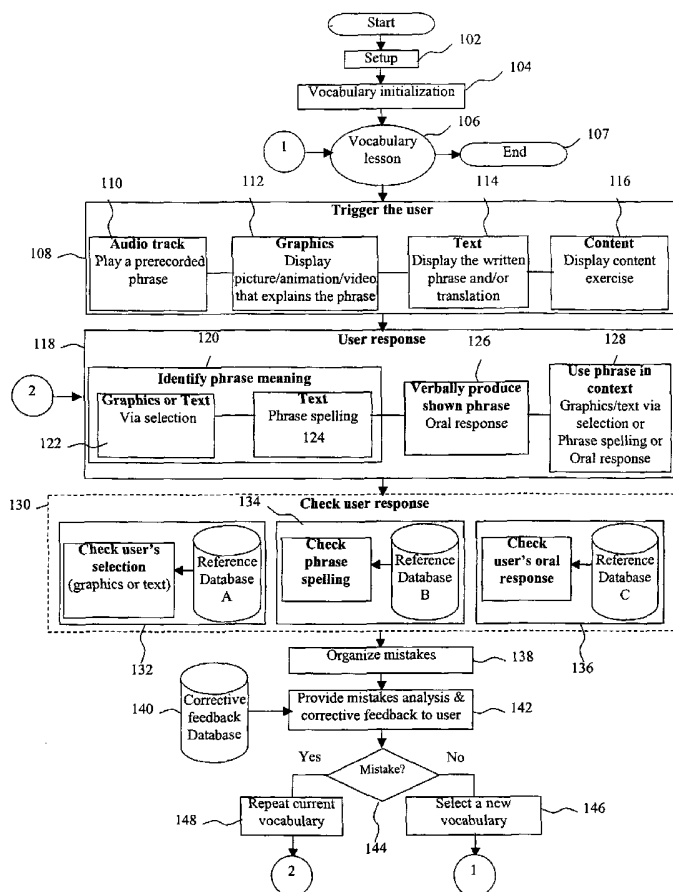 Start
102
Setup
104
Vocabulary initialization
106
107
1
Vocabulary
lesson
End
110
112
114
116
Trigger the user
108
Audio track
Play a prerecorded
phrase
Graphics
Display
picture/animation/video
that explains the phrase
Text
Display the written
phrase and/or
translation
Content
Display content
exercise
118
120
User response
126
128
2
Identify phrase meaning
Graphics or Text
Via selection
122
Text
Phrase spelling
124
Verbally produce
shown phrase
Oral response
Use phrase in
context
Graphics/text via
selection or
Phrase spelling or
Oral response
130
134
Check user response
Check user's
selection
(graphics or text)
Reference
Database
A
Check
phrase
spelling
Reference
Database
B
Check
user's oral
response
Reference
Database
C
132
136
Organize mistakes
138
140
Corrective
feedback
Database
Provide mistakes analysis &
corrective feedback to user
142
Yes
Mistake?
No
144
148
Repeat current
vocabulary
Select a new
vocabulary
146
2
1